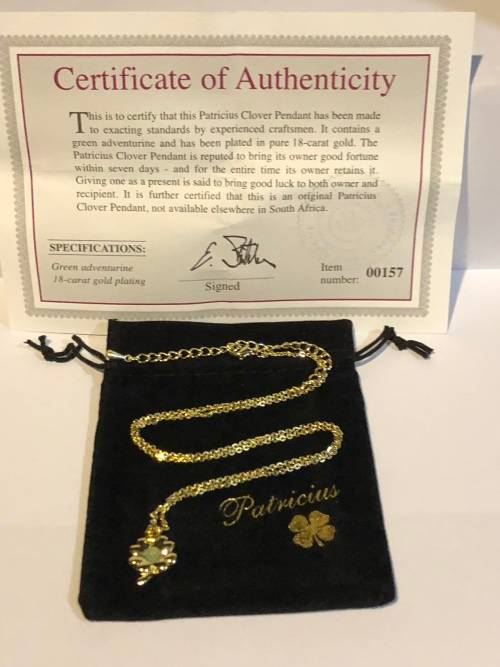 Certificate of Authenticity
This is to certify that this Patricius Clover Pendant has been made
to exacting standards by experienced craftsmen. It contains a
green adventurine and has been plated in pure 18-carat gold. The
Patricius Clover Pendant is reputed to bring its owner good fortune
within seven days - and for the entire time its owner retains it.
Giving one as a present is said to bring good luck to both owner and
recipient. It is further certified that this is an original Patricius
Clover Pendant, not available elsewhere in South Africa.
SPECIFICATIONS:
Green adventurine
18-carat gold plating
Signed
Item
number: 00157
Patricius